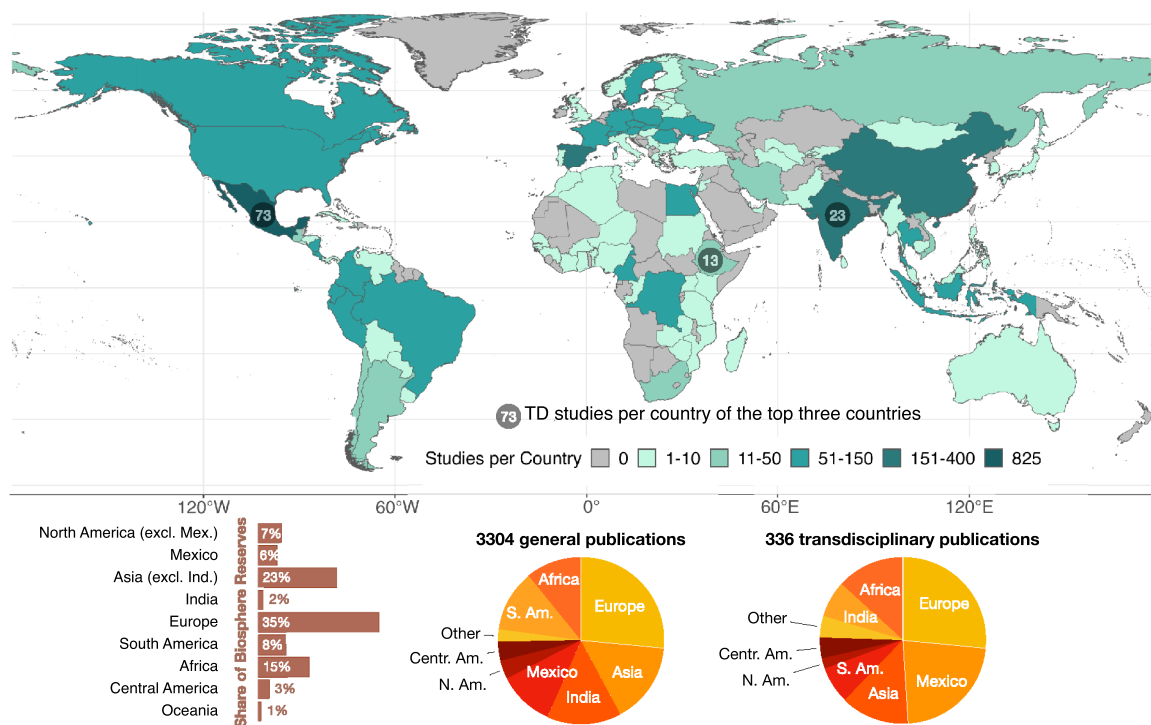 73
23
13
73 TD studies per country of the top three countries
Studies per Country 0 1-10 11-50 51-150 151-400 825
120°W 60°W 0° 60°E 120°E
Share of Biosphere Reserves
North America (excl. Mex.) 7%
Mexico 6%
Asia (excl. Ind.) 23%
India 2%
Europe 35%
South America 8%
Africa 15%
Central America 3%
Oceania 1%
3304 general publications
Africa
Europe
S. Am.
Other
Centr. Am.
N. Am.
Mexico
India
Asia
336 transdisciplinary publications
Africa
Europe
India
Other
Centr. Am.
N. Am.
S. Am.
Asia
Mexico